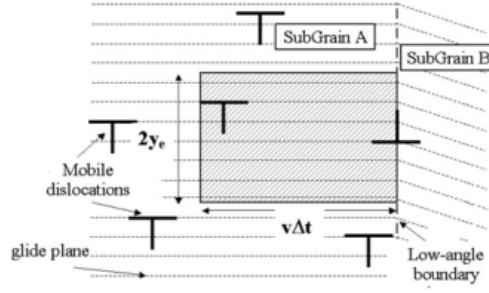 SubGrain A
SubGrain B
2yₑ
Mobile
dislocations
vΔt
glide plane
Low-angle
boundary